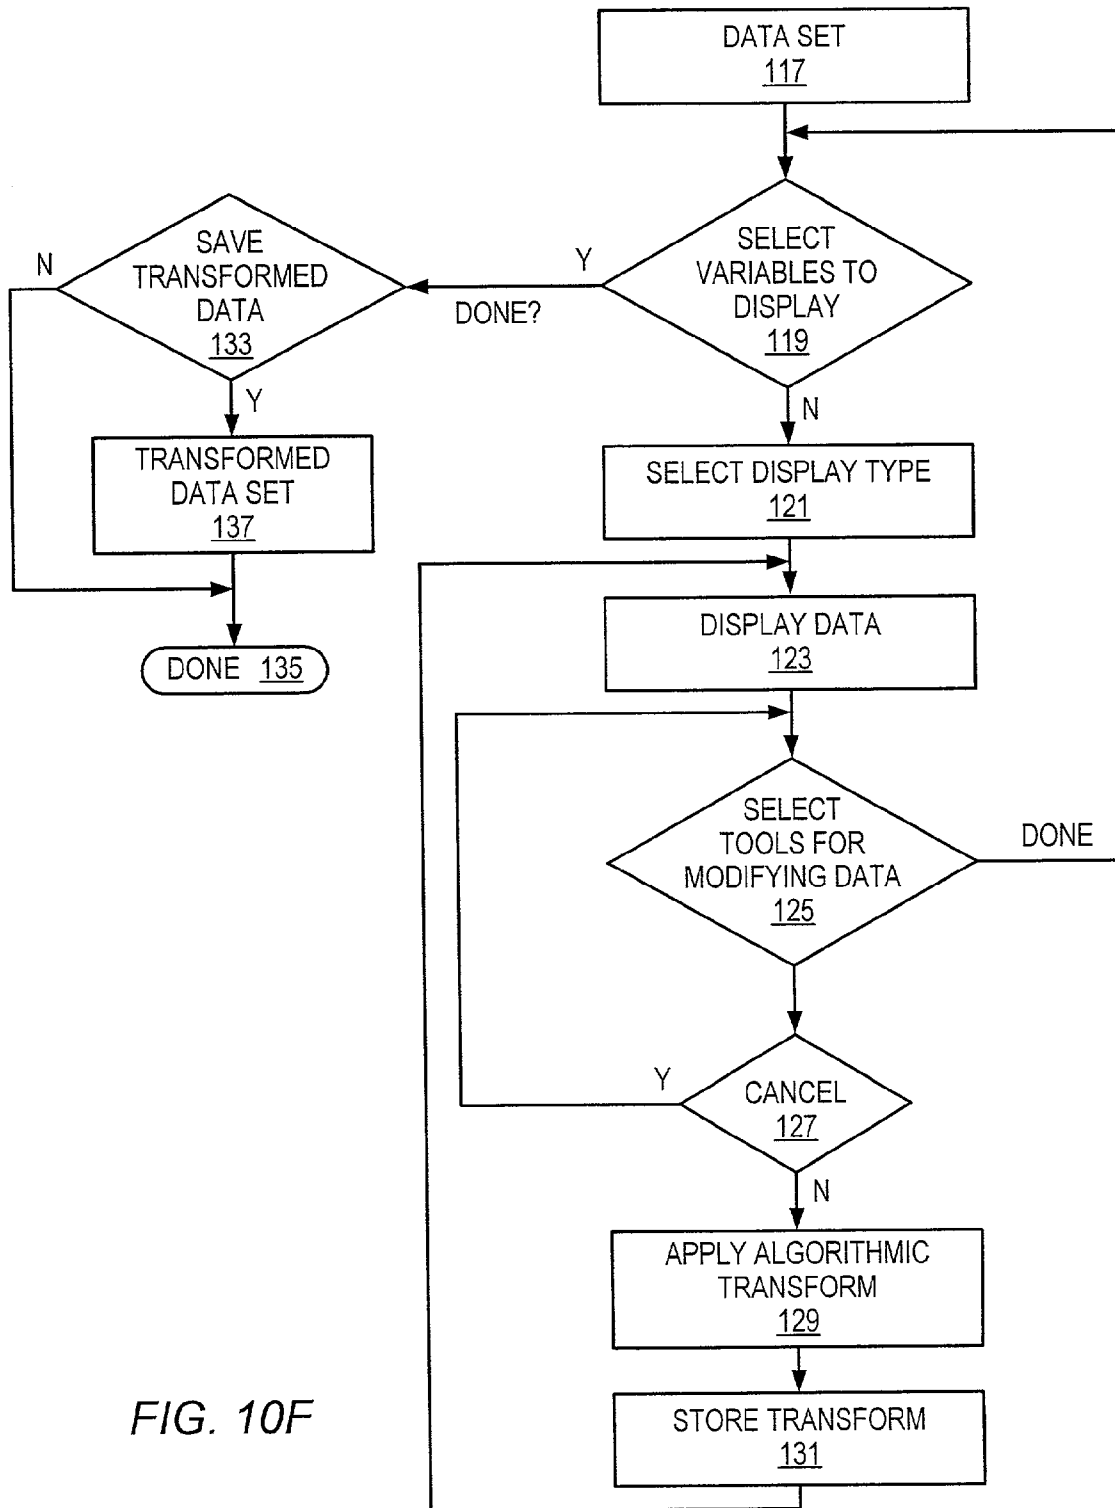 DATA SET
117
SELECT
VARIABLES TO
DISPLAY
119
Y
DONE?
N
SAVE
TRANSFORMED
DATA
133
N
Y
TRANSFORMED
DATA SET
137
DONE 135
SELECT DISPLAY TYPE
121
DISPLAY DATA
123
SELECT
TOOLS FOR
MODIFYING DATA
125
DONE
CANCEL
127
Y
N
APPLY ALGORITHMIC
TRANSFORM
129
STORE TRANSFORM
131
FIG. 10F